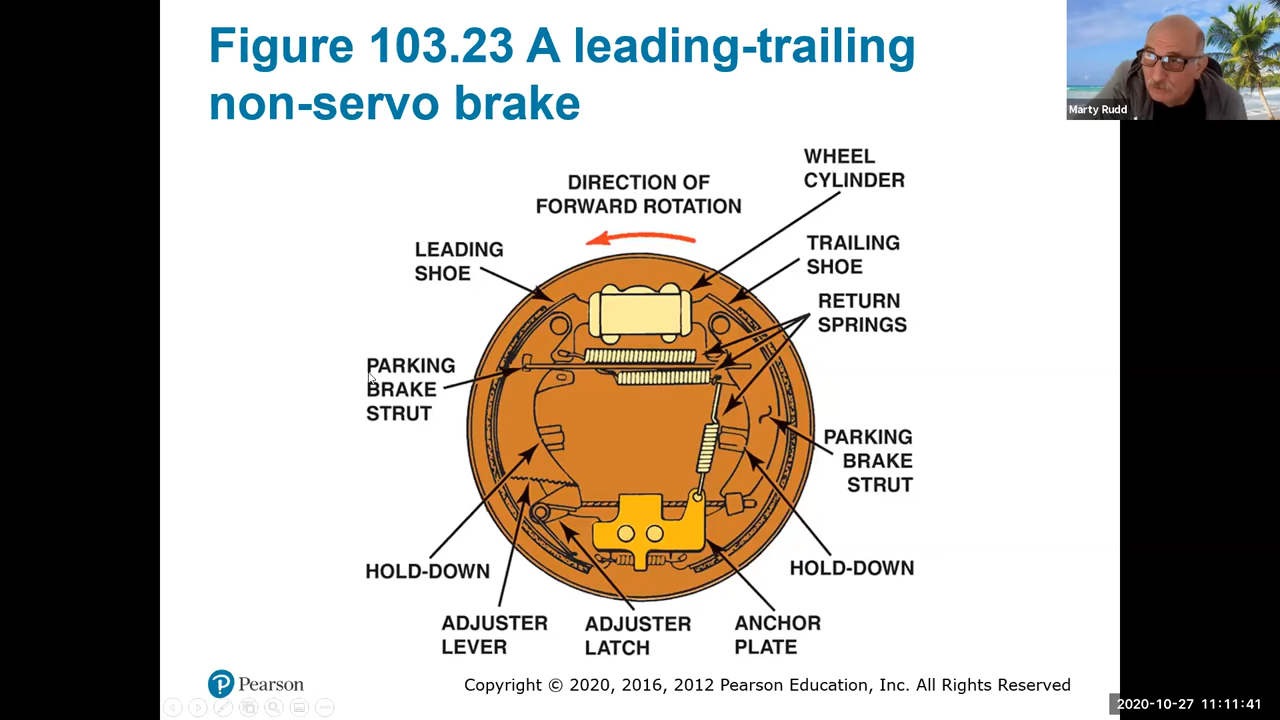 Figure 103.23 A leading-trailing
non-servo brake
Marty Rudd
WHEEL
CYLINDER
DIRECTION OF
FORWARD ROTATION
LEADING
SHOE
TRAILING
SHOE
RETURN
SPRINGS
PARKING
BRAKE
STRUT
PARKING
BRAKE
STRUT
HOLD-DOWN
HOLD-DOWN
ADJUSTER
LEVER
ADJUSTER
LATCH
ANCHOR
PLATE
Pearson
Copyright © 2020, 2016, 2012 Pearson Education, Inc. All Rights Reserved
2020-10-27 11:11:41